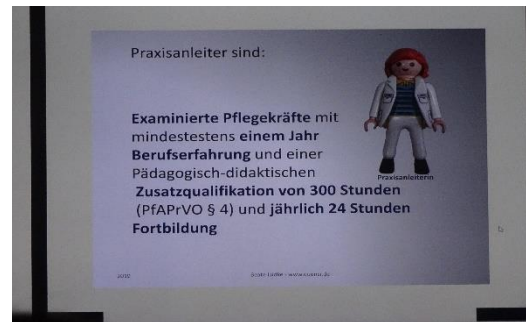 Praxisanleiter sind:
Examinierte Pflegekräfte mit
mindestestens einem Jahr
Berufserfahrung und einer
Pädagogisch-didaktischen
Praxisanleiterin
Zusatzqualifikation von 300 Stunden
(PfAPrVO § 4) und jährlich 24 Stunden
Fortbildung